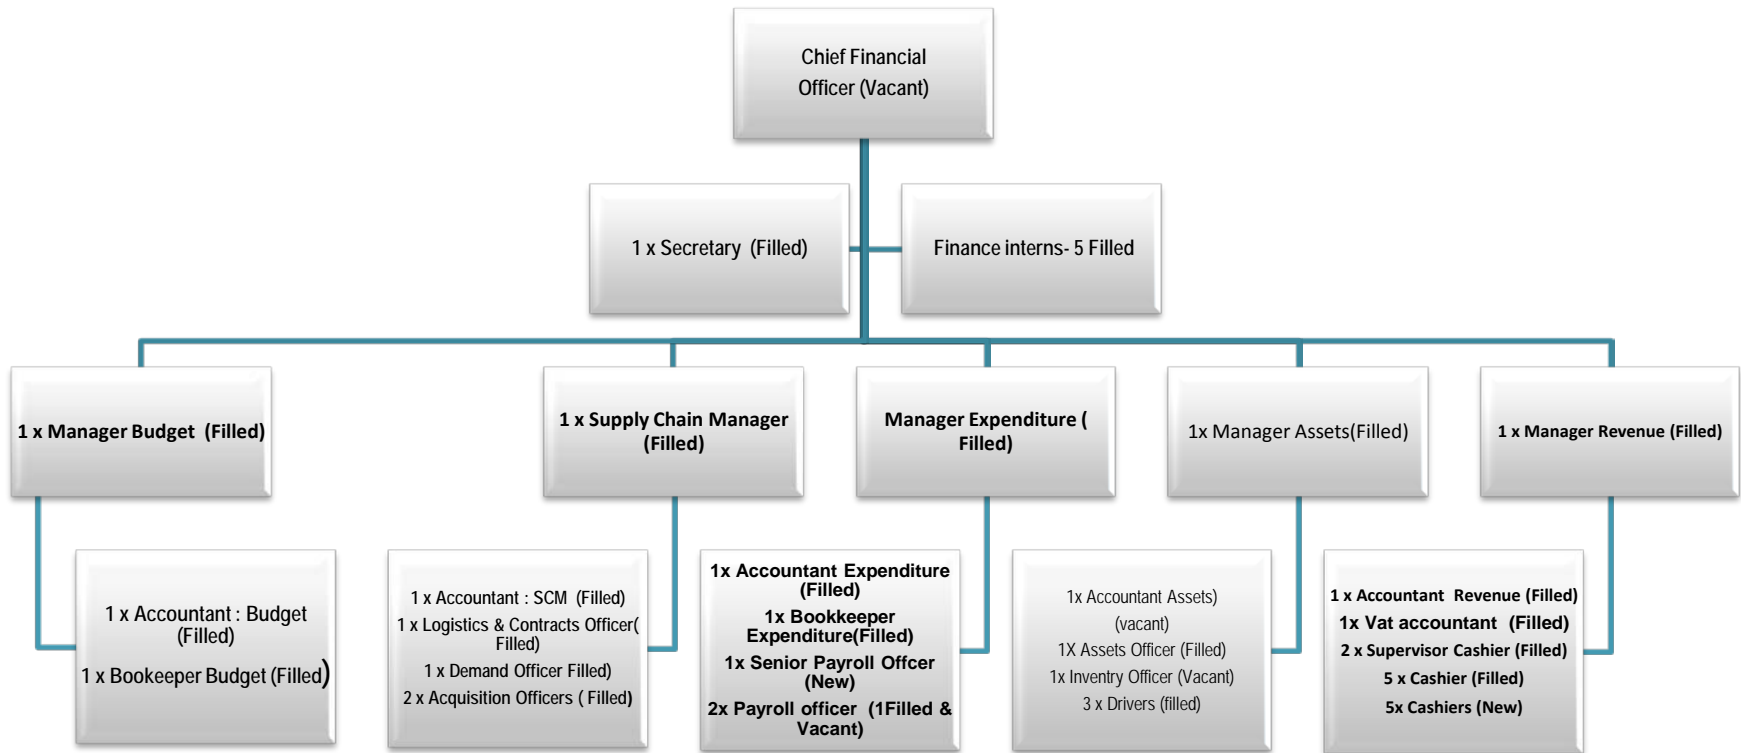 Chief Financial
Officer (Vacant)
1 x Secretary (Filled)
Finance interns- 5 Filled
1 x Manager Budget (Filled)
1 x Supply Chain Manager
(Filled)
Manager Expenditure (
Filled)
1x Manager Assets(Filled)
1 x Manager Revenue (Filled)
1 x Accountant : Budget
(Filled)
1 x Bookeeper Budget (Filled)
1 x Accountant : SCM (Filled)
1 x Logistics & Contracts Officer(
Filled)
1 x Demand Officer Filled)
2 x Acquisition Officers ( Filled)
1x Accountant Expenditure
(Filled)
1x Bookkeeper
Expenditure(Filled)
1x Senior Payroll Offcer
(New)
2x Payroll officer (1Filled &
Vacant)
1x Accountant Assets)
(vacant)
1X Assets Officer (Filled)
1x Inventry Officer (Vacant)
3 x Drivers (filled)
1 x Accountant Revenue (Filled)
1x Vat accountant (Filled)
2 x Supervisor Cashier (Filled)
5 x Cashier (Filled)
5x Cashiers (New)